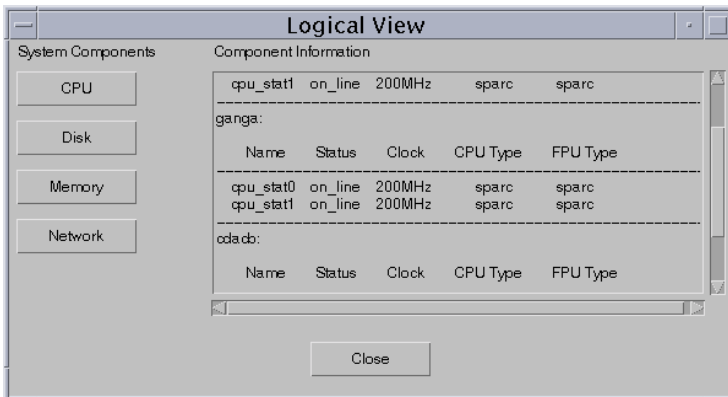 Logical View
System Components
Component Information
CPU
Disk
Memory
Network
cpu_stat1 on_line 200MHz sparc sparc
ganga:
Name Status Clock CPU Type FPU Type
cpu_stat0 on_line 200MHz sparc sparc
cpu_stat1 on_line 200MHz sparc sparc
cdacb:
Name Status Clock CPU Type FPU Type
Close